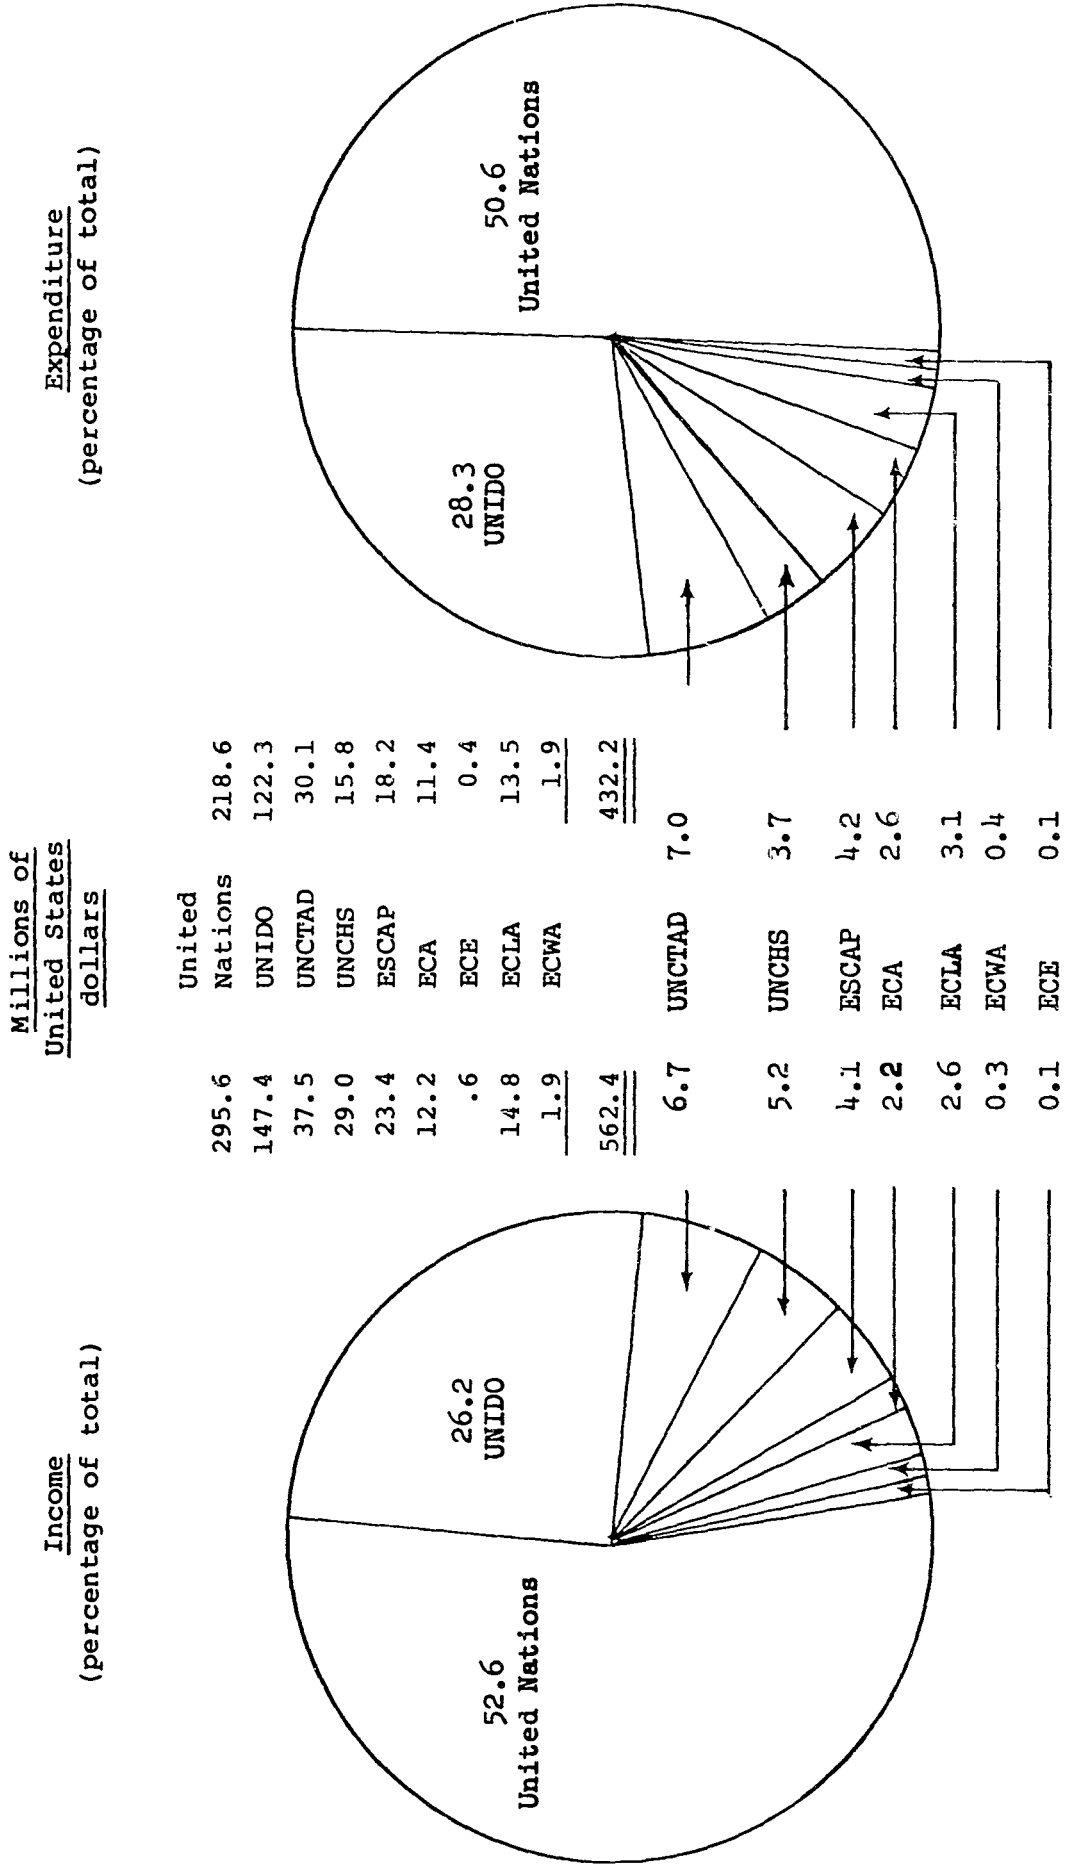 Millions of
United States
dollars
Income
(percentage of total)
Expenditure
(percentage of total)
United
295.6 Nations 218.6
147.4 UNIDO 122.3
37.5 UNCTAD 30.1
29.0 UNCHS 15.8
23.4 ESCAP 18.2
12.2 ECA 11.4
.6 ECE 0.4
14.8 ECLA 13.5
1.9 ECWA 1.9
562.4 432.2
52.6
United Nations
26.2
UNIDO
28.3
UNIDO
50.6
United Nations
6.7 UNCTAD 7.0
5.2 UNCHS 3.7
4.1 ESCAP 4.2
2.2 ECA 2.6
2.6 ECLA 3.1
0.3 ECWA 0.4
0.1 ECE 0.1